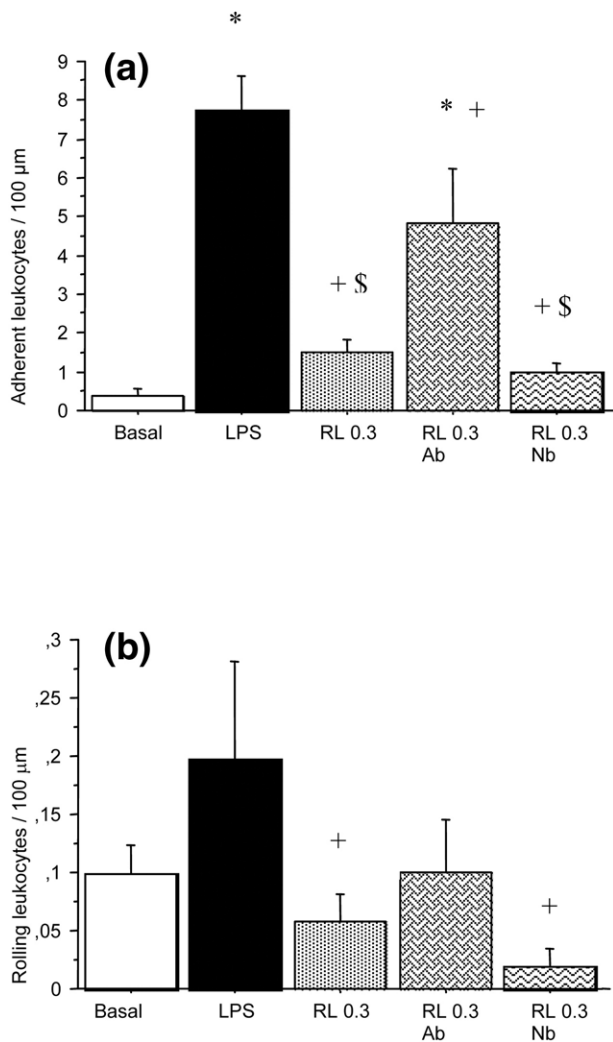 (a)
*
9
8
7
6
5
4
3
2
1
0
Adherent leukocytes / 100 µm
+ $
* +
+ $
Basal LPS RL 0.3 RL 0.3 RL 0.3
Ab Nb
(b)
,3
,25
,2
,15
,1
,05
0
Rolling leukocytes / 100 µm
+
+
Basal LPS RL 0.3 RL 0.3 RL 0.3
Ab Nb